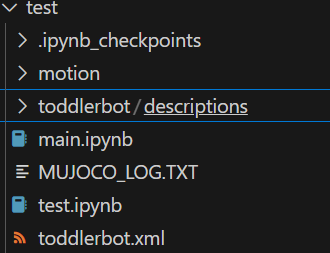 test
.ipynb_checkpoints
motion
toddlerbot/descriptions
main.ipynb
MUJOCO_LOG.TXT
test.ipynb
toddlerbot.xml